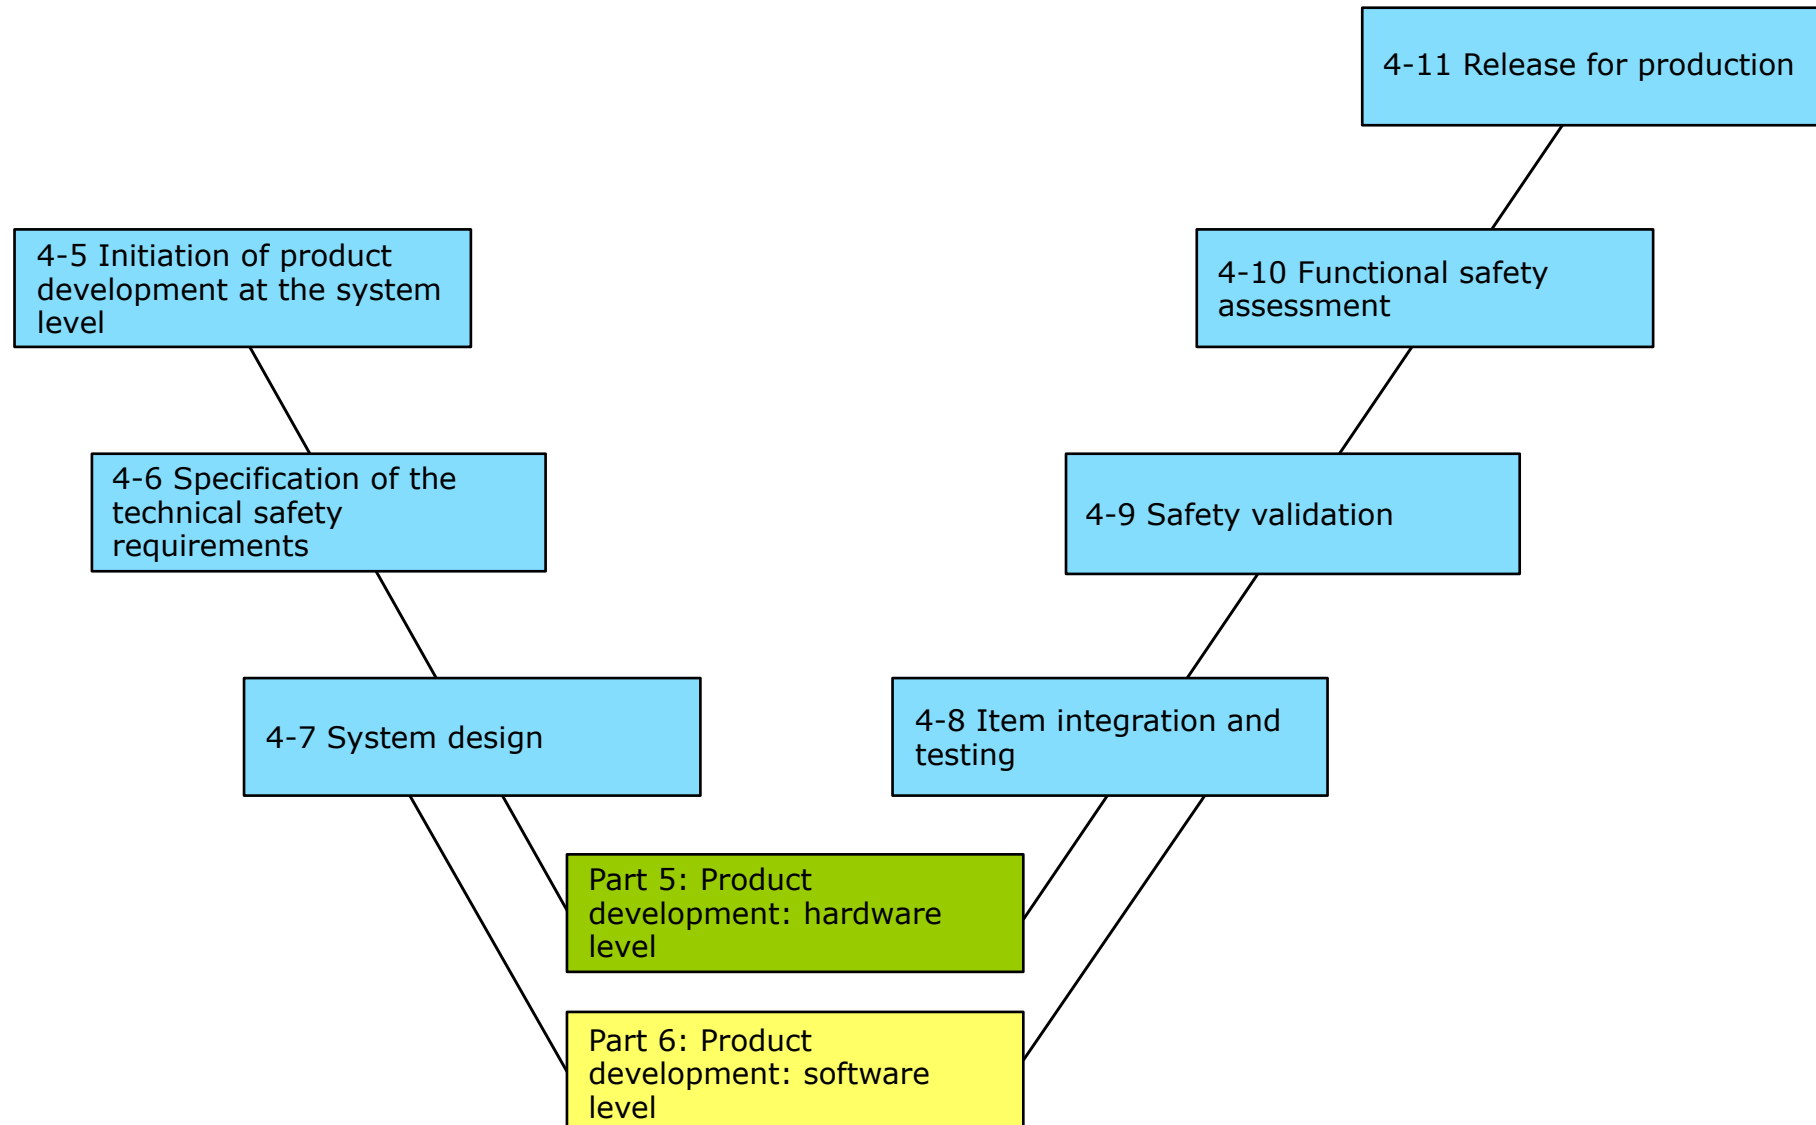 4-11 Release for production
4-5 Initiation of product
development at the system
level
4-10 Functional safety
assessment
4-6 Specification of the
technical safety
requirements
4-9 Safety validation
4-7 System design
4-8 Item integration and
testing
Part 5: Product
development: hardware
level
Part 6: Product
development: software
level